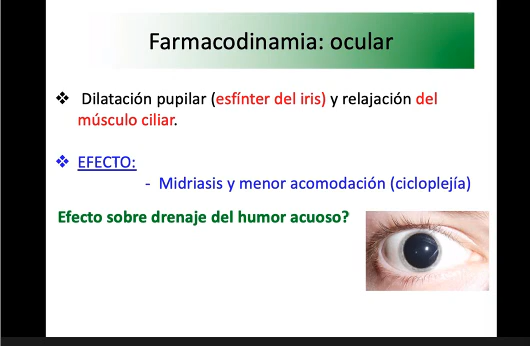 Farmacodinamia: ocular
❖ Dilatación pupilar (esfínter del iris) y relajación del
músculo ciliar.
❖ EFECTO:
- Midriasis y menor acomodación (cicloplejía)
Efecto sobre drenaje del humor acuoso?